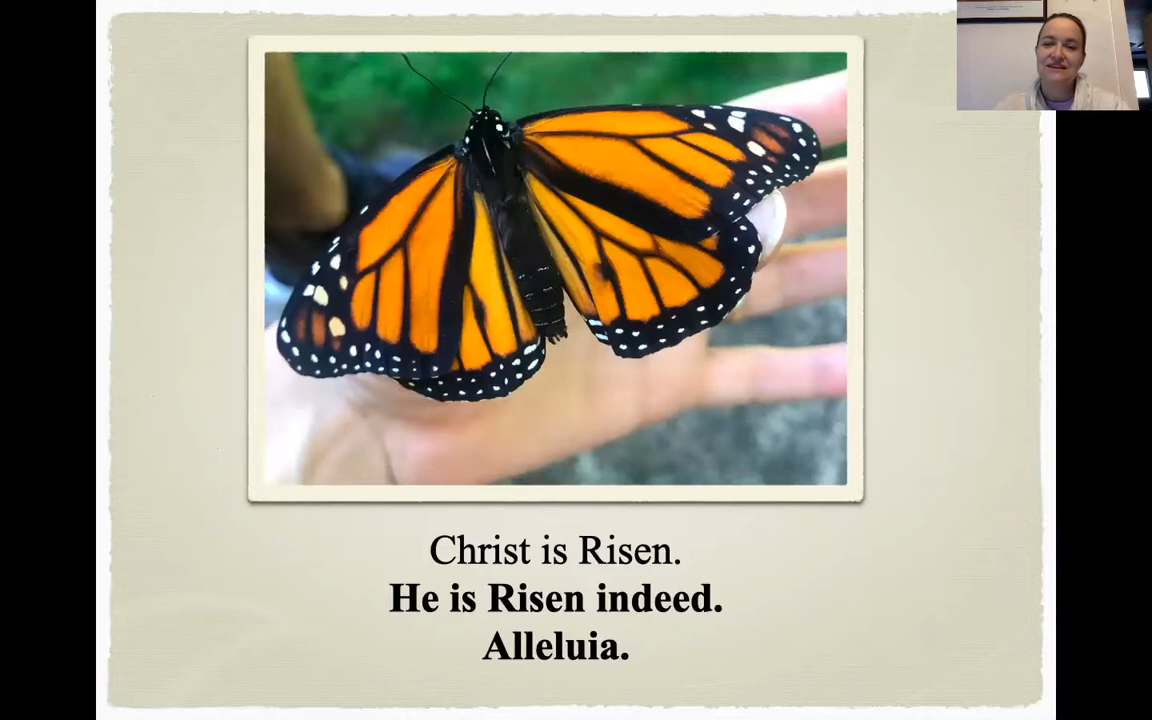 Christ is Risen.
He is Risen indeed.
Alleluia.